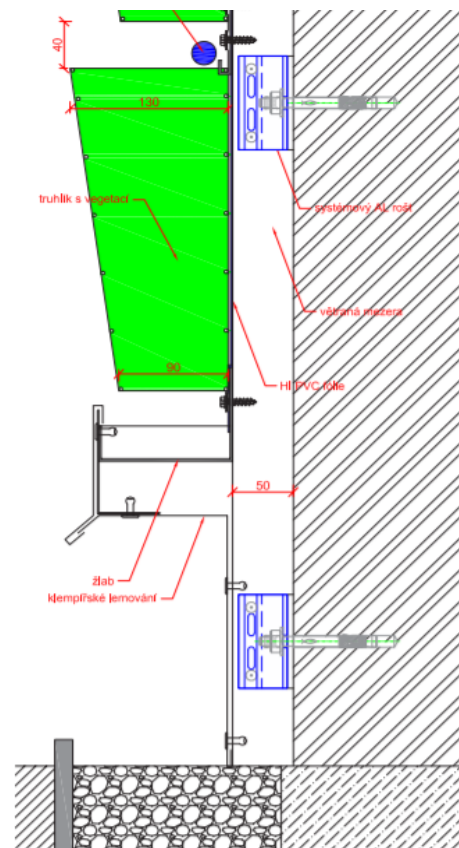 40
130
truhlík s vegetací
systémový AL rošt
větraná mezera
90
HI PVC fólie
50
žlab
klempířské lemování